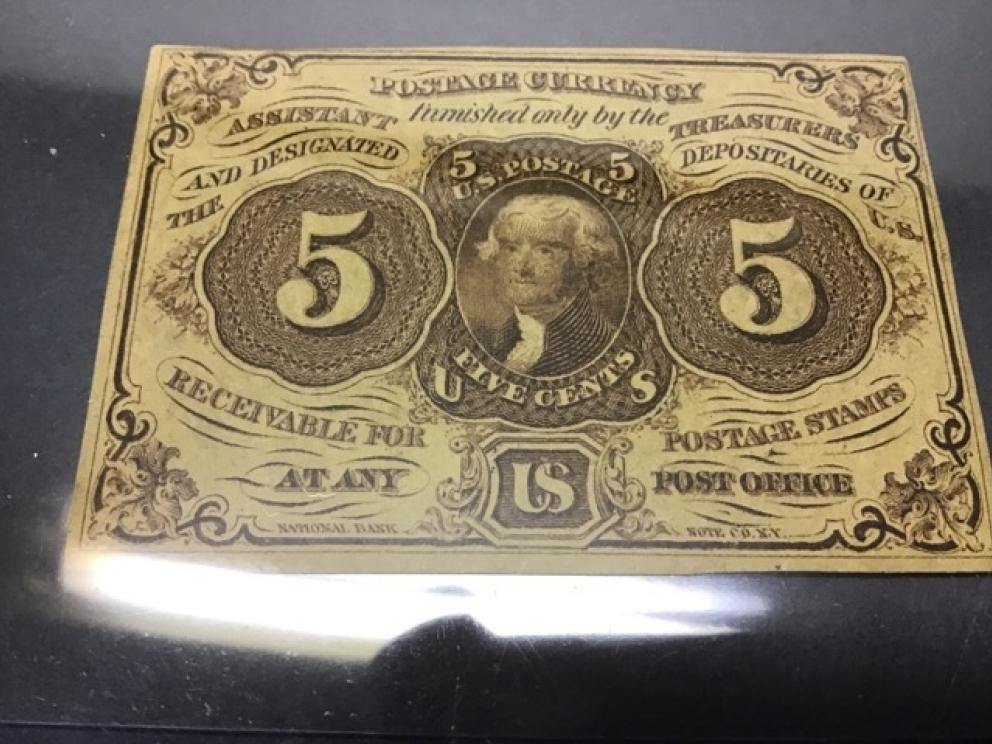 POSTAGE CURRENCY
furnished only by the
ASSISTANT TREASURERS
AND DESIGNATED DEPOSITARIES OF
THE U.S.
5 5
U.S. POSTAGE
5 5
FIVE CENTS
U S
RECEIVABLE FOR POSTAGE STAMPS
AT ANY US POST OFFICE
NATIONAL BANK NOTE CO. N.Y.